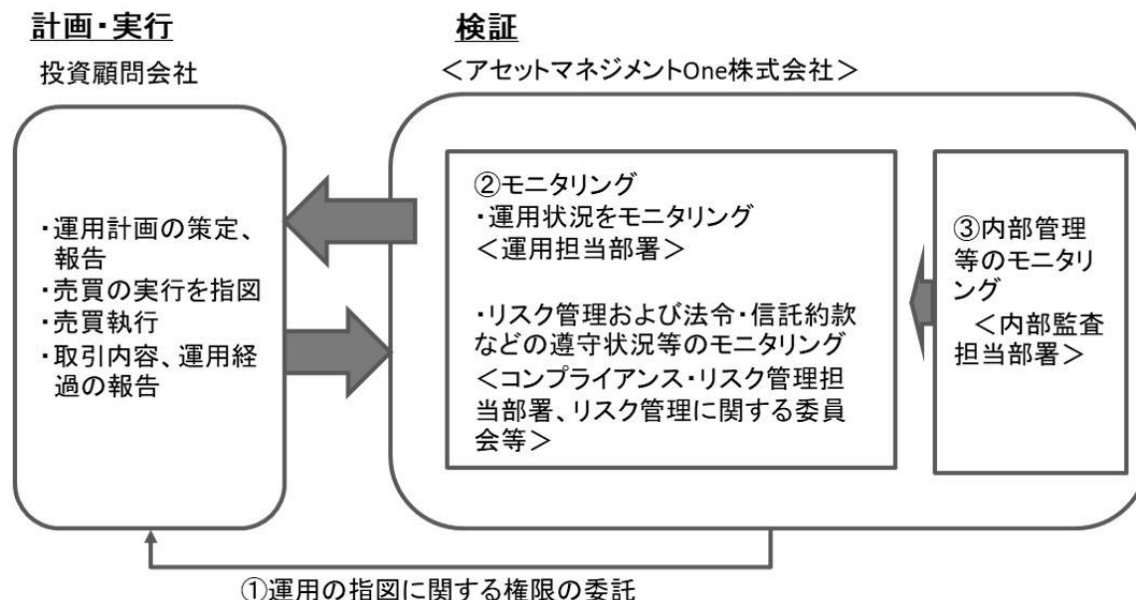 計画・実行
投資顧問会社
・運用計画の策定、
報告
・売買の実行を指図
・売買執行
・取引内容、運用経
過の報告
検証
＜アセットマネジメントOne株式会社＞
②モニタリング
・運用状況をモニタリング
＜運用担当部署＞
・リスク管理および法令・信託約款
などの遵守状況等のモニタリング
＜コンプライアンス・リスク管理担
当部署、リスク管理に関する委員
会等＞
③内部管理
等のモニタリ
ング
＜内部監査
担当部署＞
①運用の指図に関する権限の委託